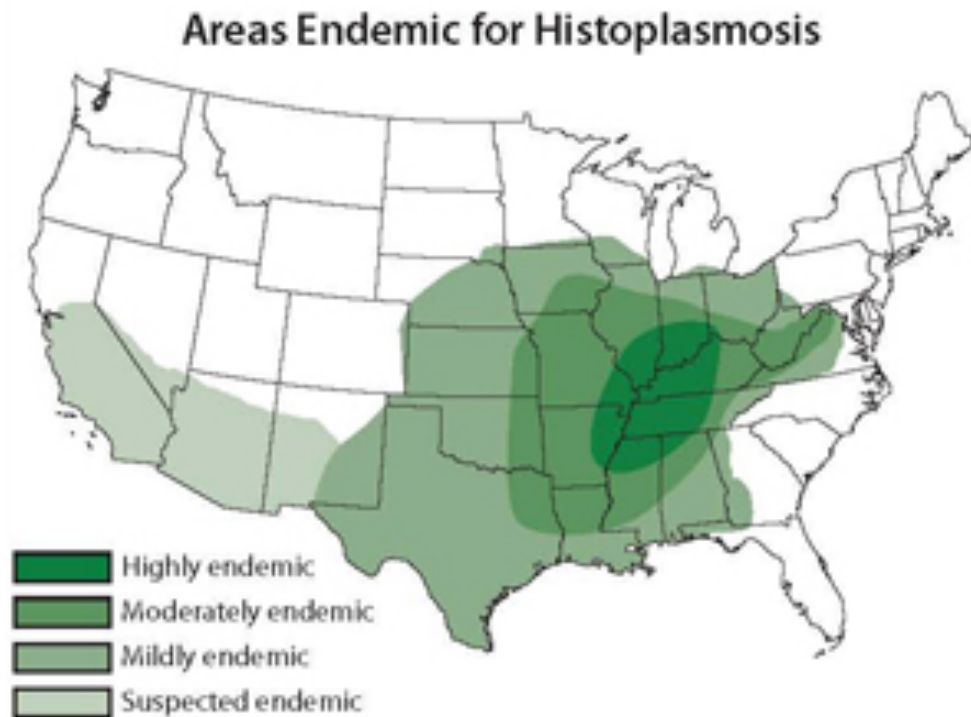 Areas Endemic for Histoplasmosis
Highly endemic
Moderately endemic
Mildly endemic
Suspected endemic